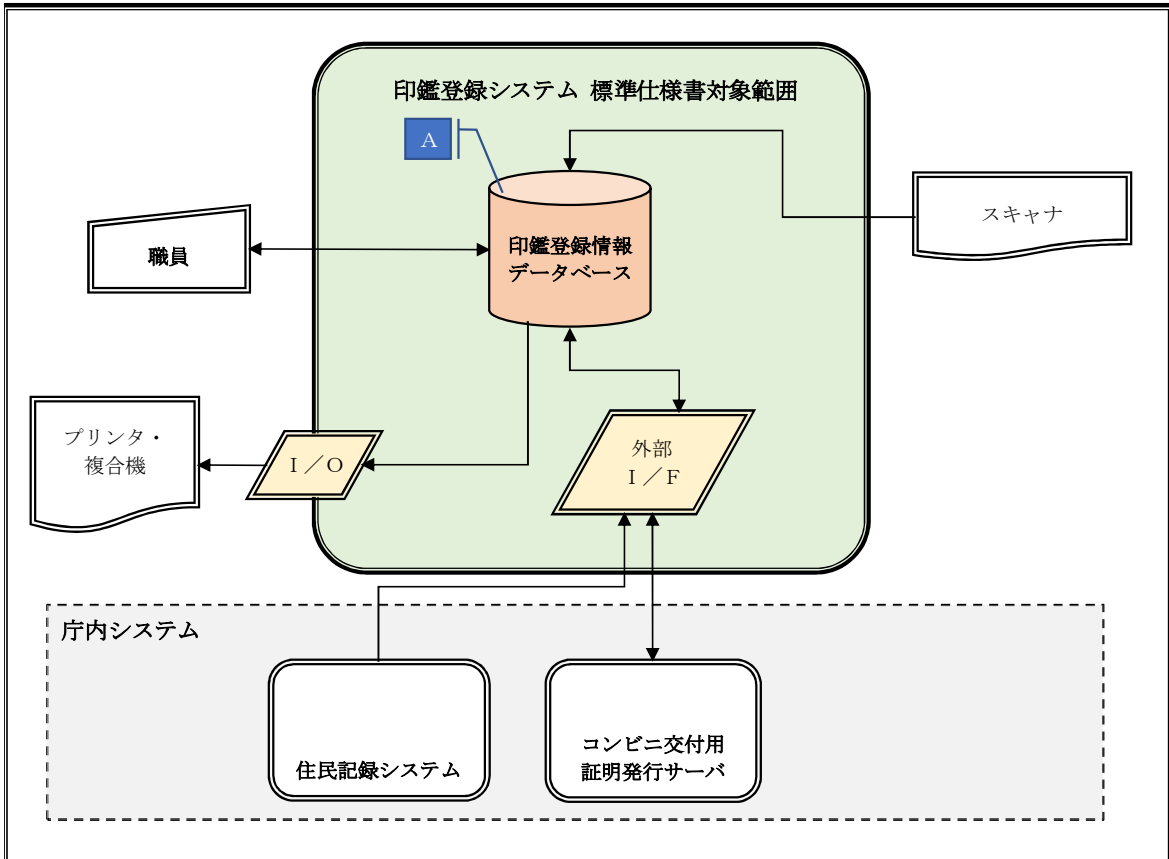 印鑑登録システム 標準仕様書対象範囲
A
スキャナ
職員
印鑑登録情報
データベース
プリンタ・
複合機
Ｉ／Ｏ
外部
Ｉ／Ｆ
庁内システム
住民記録システム
コンビニ交付用
証明発行サーバ